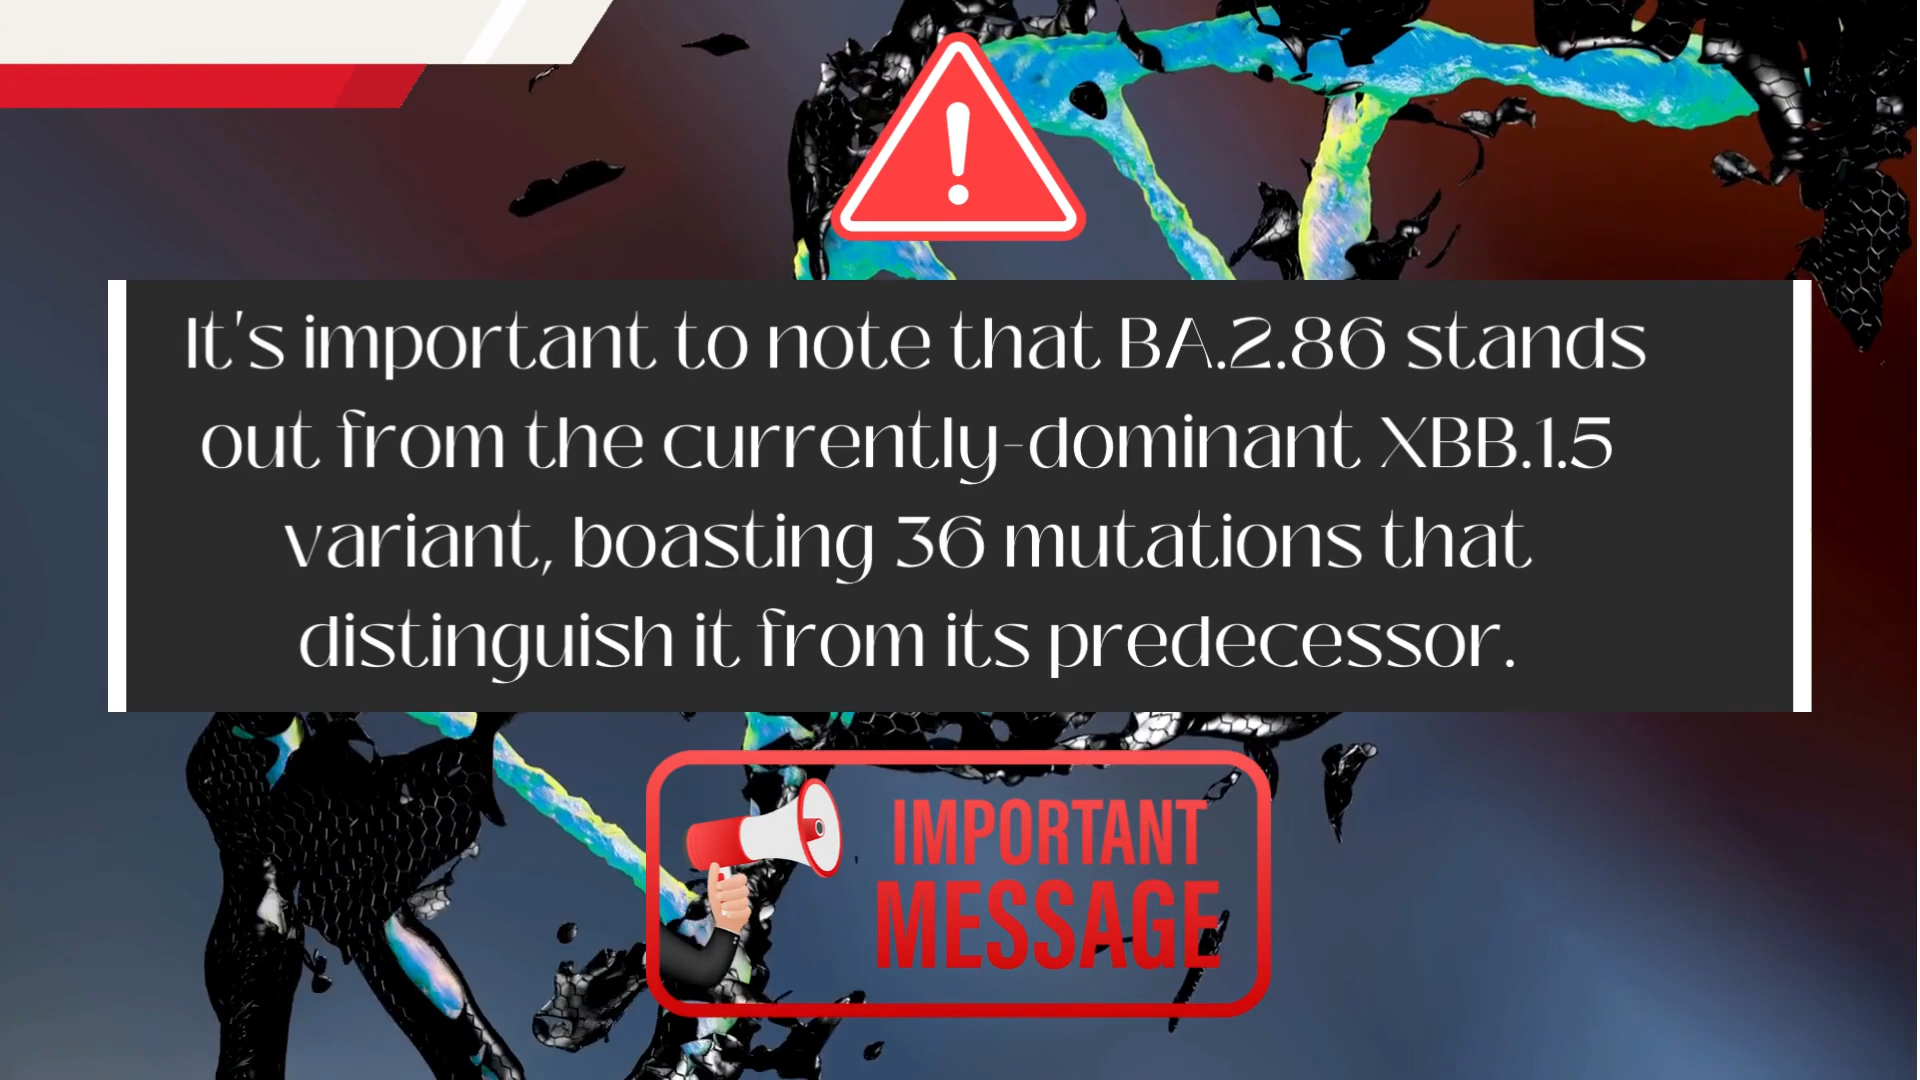 It's important to note that BA.2.86 stands
out from the currently-dominant XBB.1.5
variant, boasting 36 mutations that
distinguish it from its predecessor.
IMPORTANT
MESSAGE